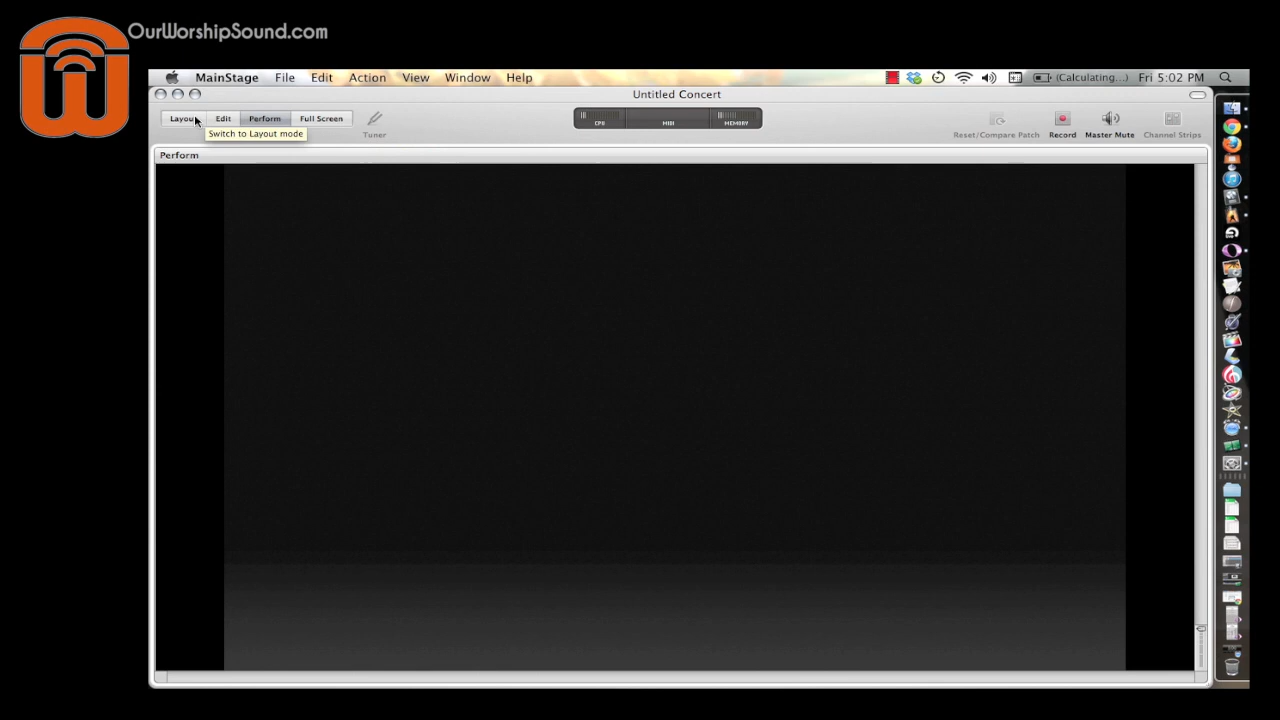 OurWorshipSound.com
MainStage File Edit Action View Window Help (Calculating...) Fri 5:02 PM
Untitled Concert
Layout Edit Perform Full Screen
CPU MIDI MEMORY
Switch to Layout mode
Tuner Reset/Compare Patch Record Master Mute Channel Strips
Perform